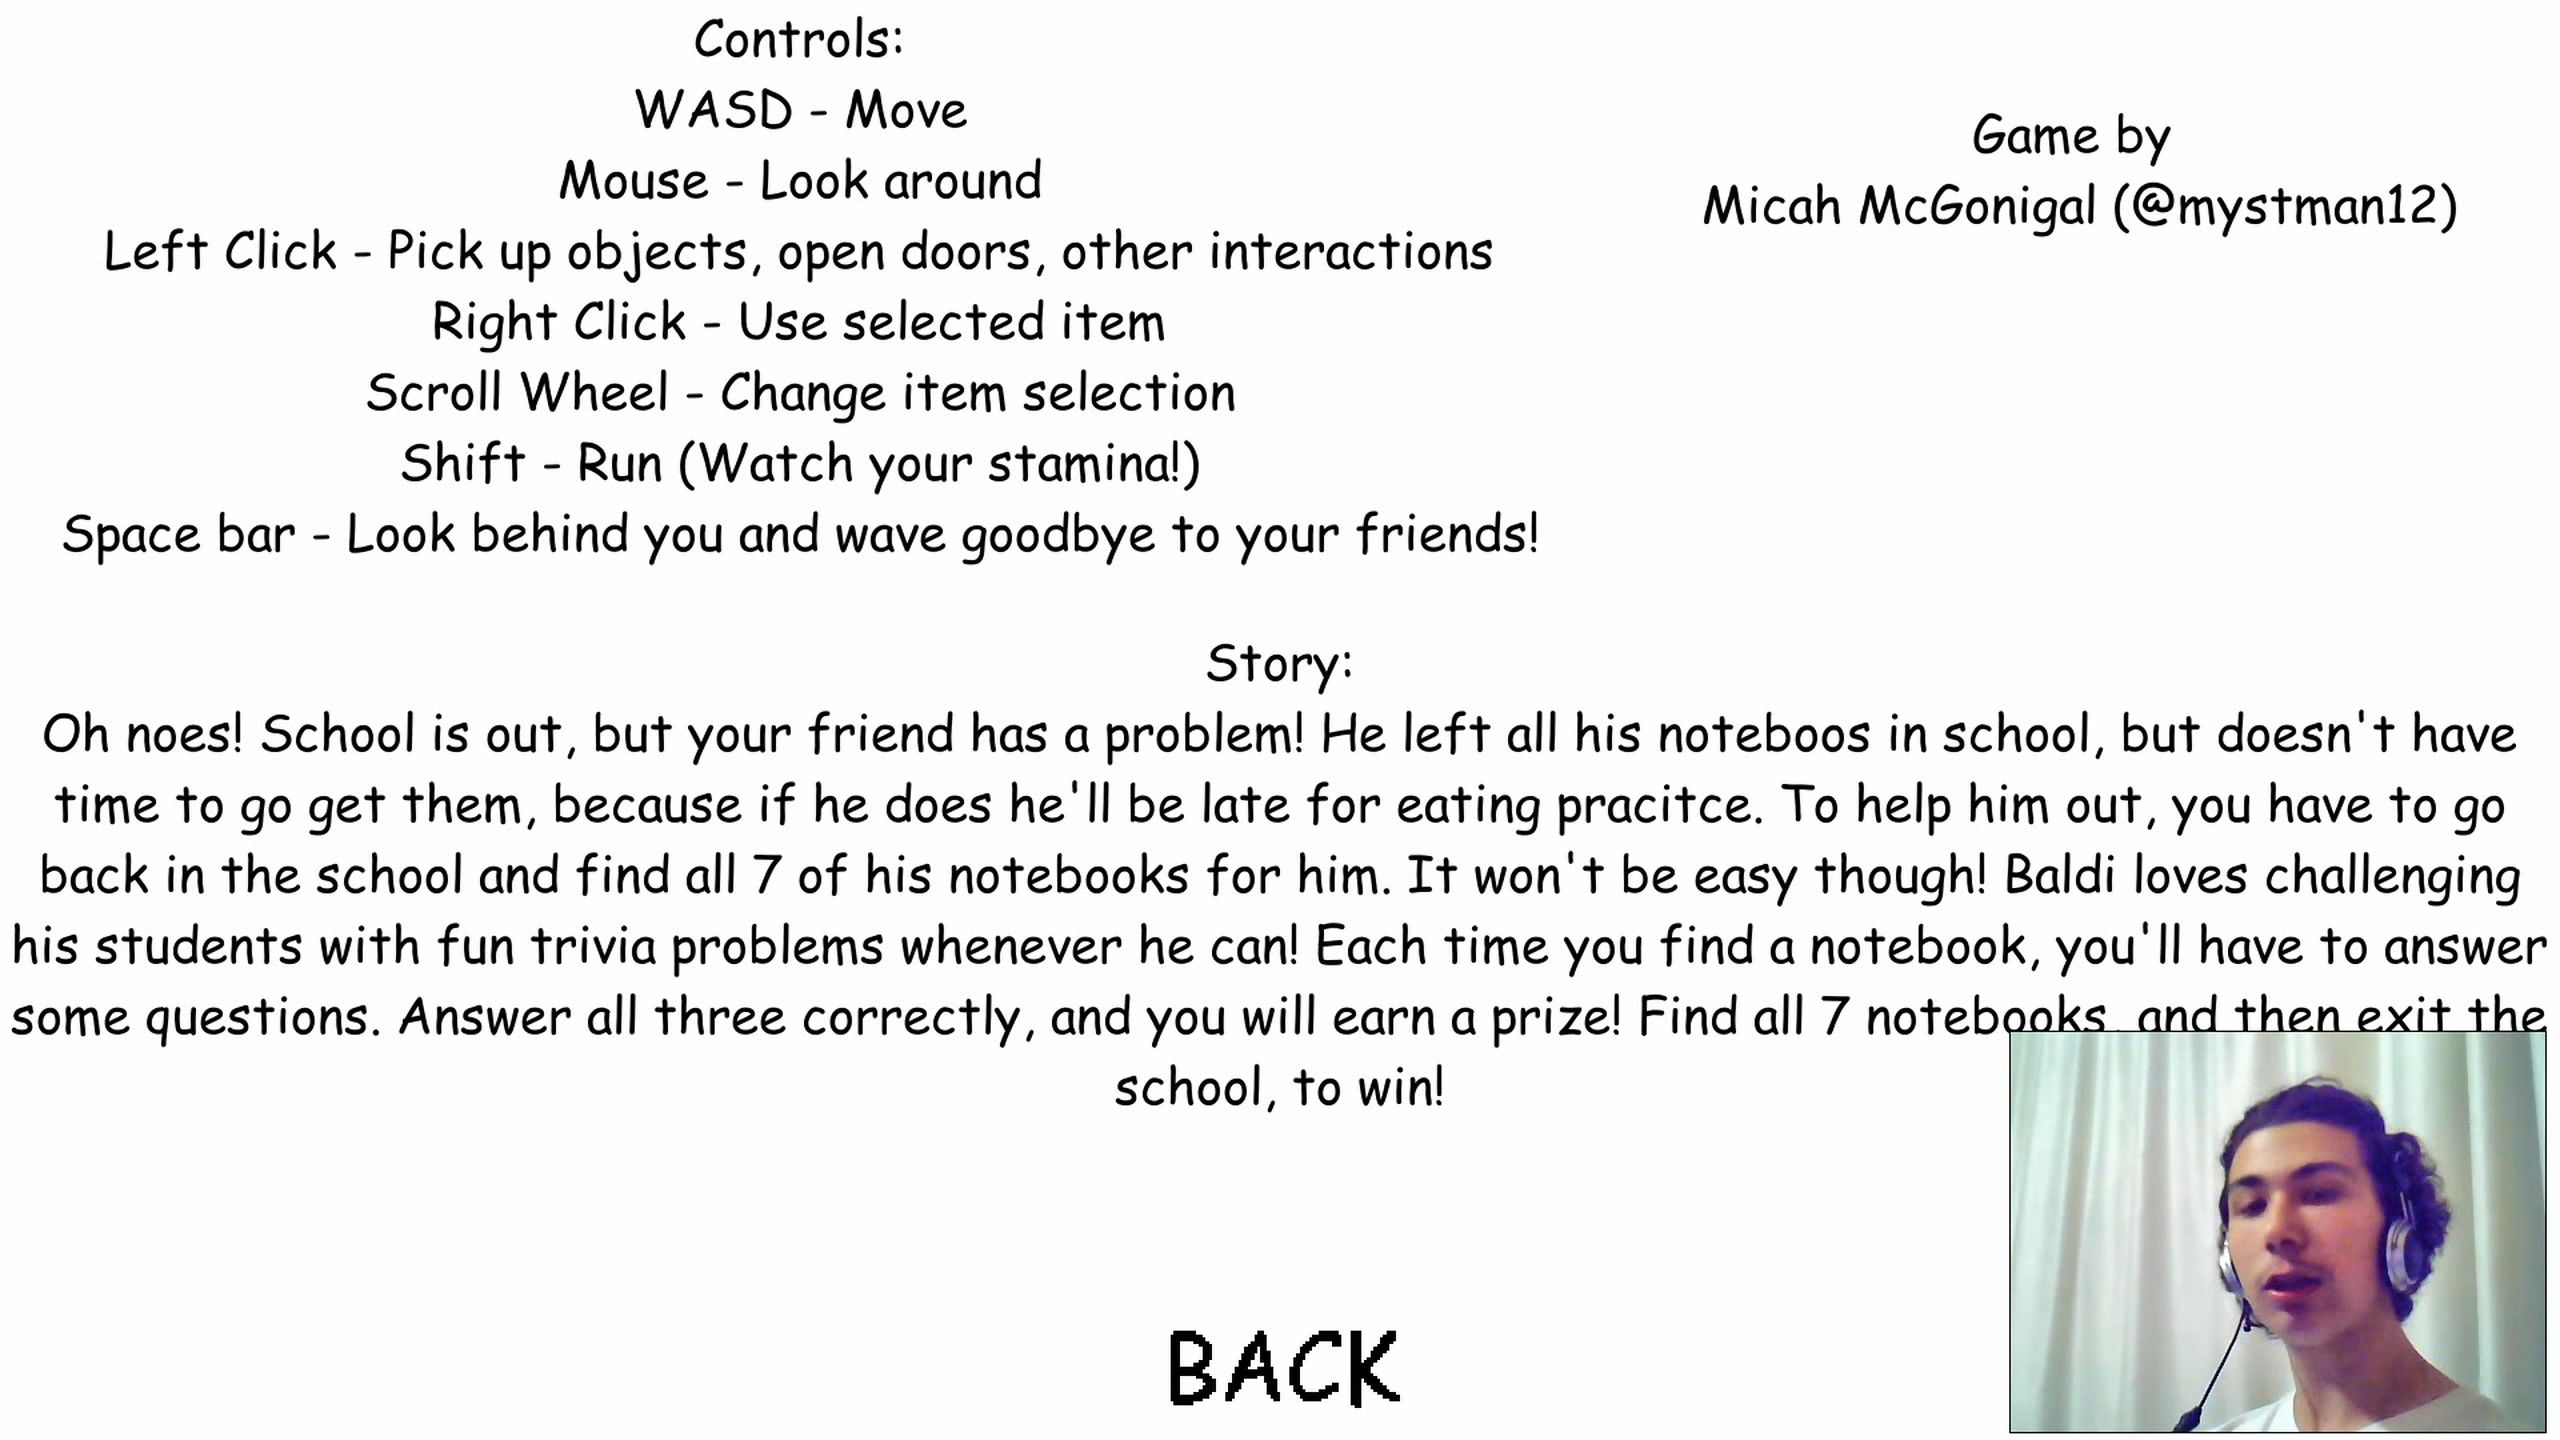 Controls:
WASD - Move
Mouse - Look around
Left Click - Pick up objects, open doors, other interactions
Right Click - Use selected item
Scroll Wheel - Change item selection
Shift - Run (Watch your stamina!)
Space bar - Look behind you and wave goodbye to your friends!
Game by
Micah McGonigal (@mystman12)
Story:
Oh noes! School is out, but your friend has a problem! He left all his noteboos in school, but doesn't have
time to go get them, because if he does he'll be late for eating pracitce. To help him out, you have to go
back in the school and find all 7 of his notebooks for him. It won't be easy though! Baldi loves challenging
his students with fun trivia problems whenever he can! Each time you find a notebook, you'll have to answer
some questions. Answer all three correctly, and you will earn a prize! Find all 7 notebooks, and then exit the
school, to win!
BACK